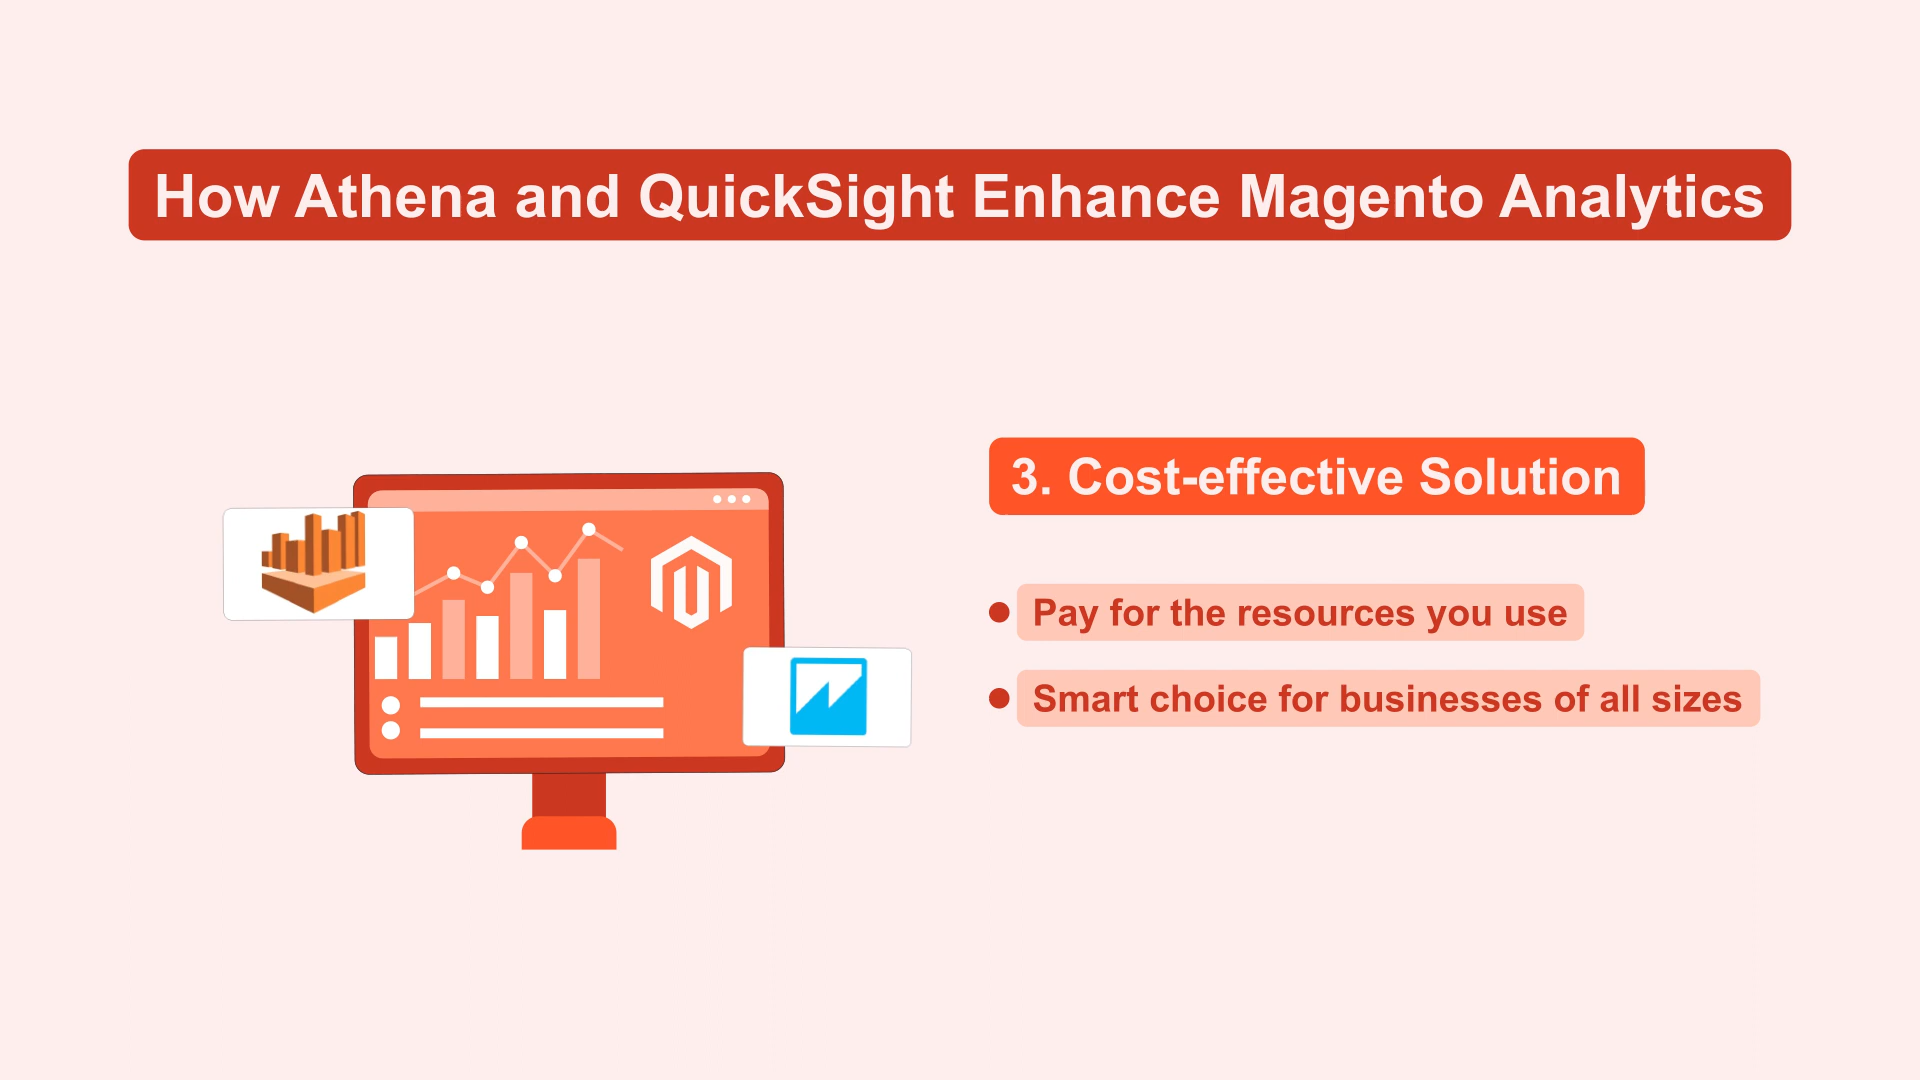 How Athena and QuickSight Enhance Magento Analytics
3. Cost-effective Solution
Pay for the resources you use
Smart choice for businesses of all sizes